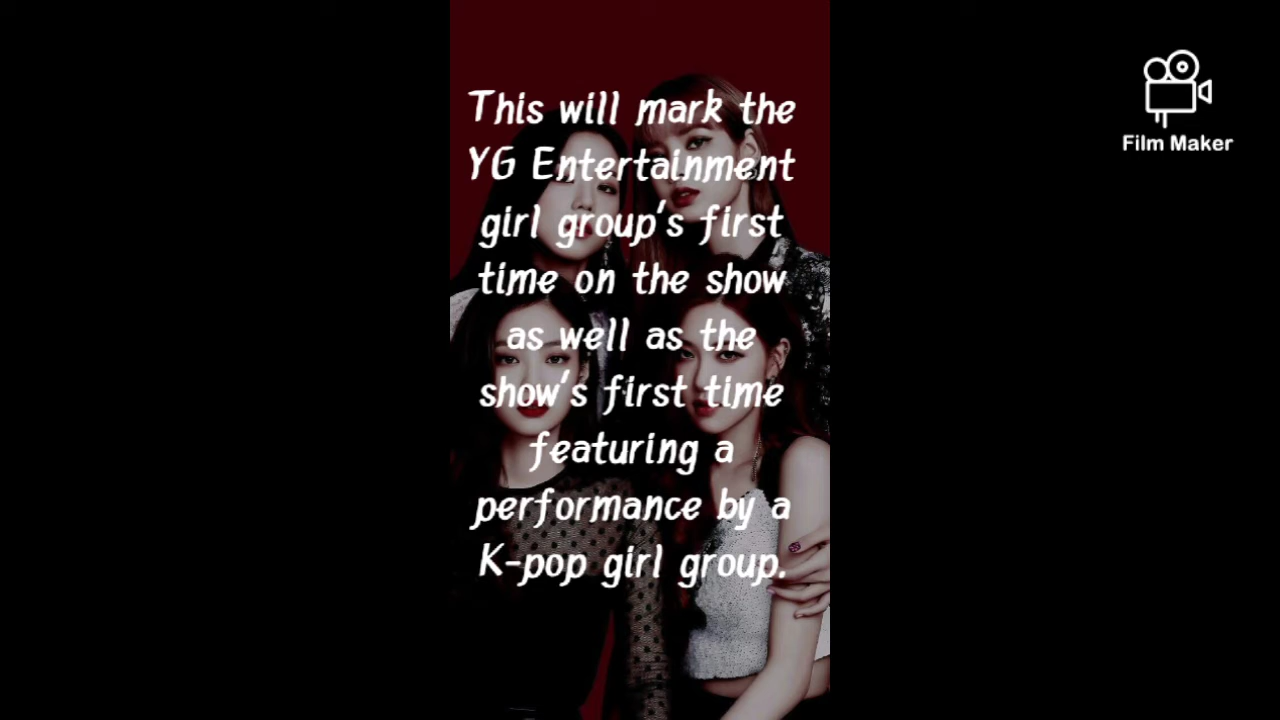 This will mark the
YG Entertainment
girl group's first
time on the show
as well as the
show's first time
featuring a
performance by a
K-pop girl group.
Film Maker